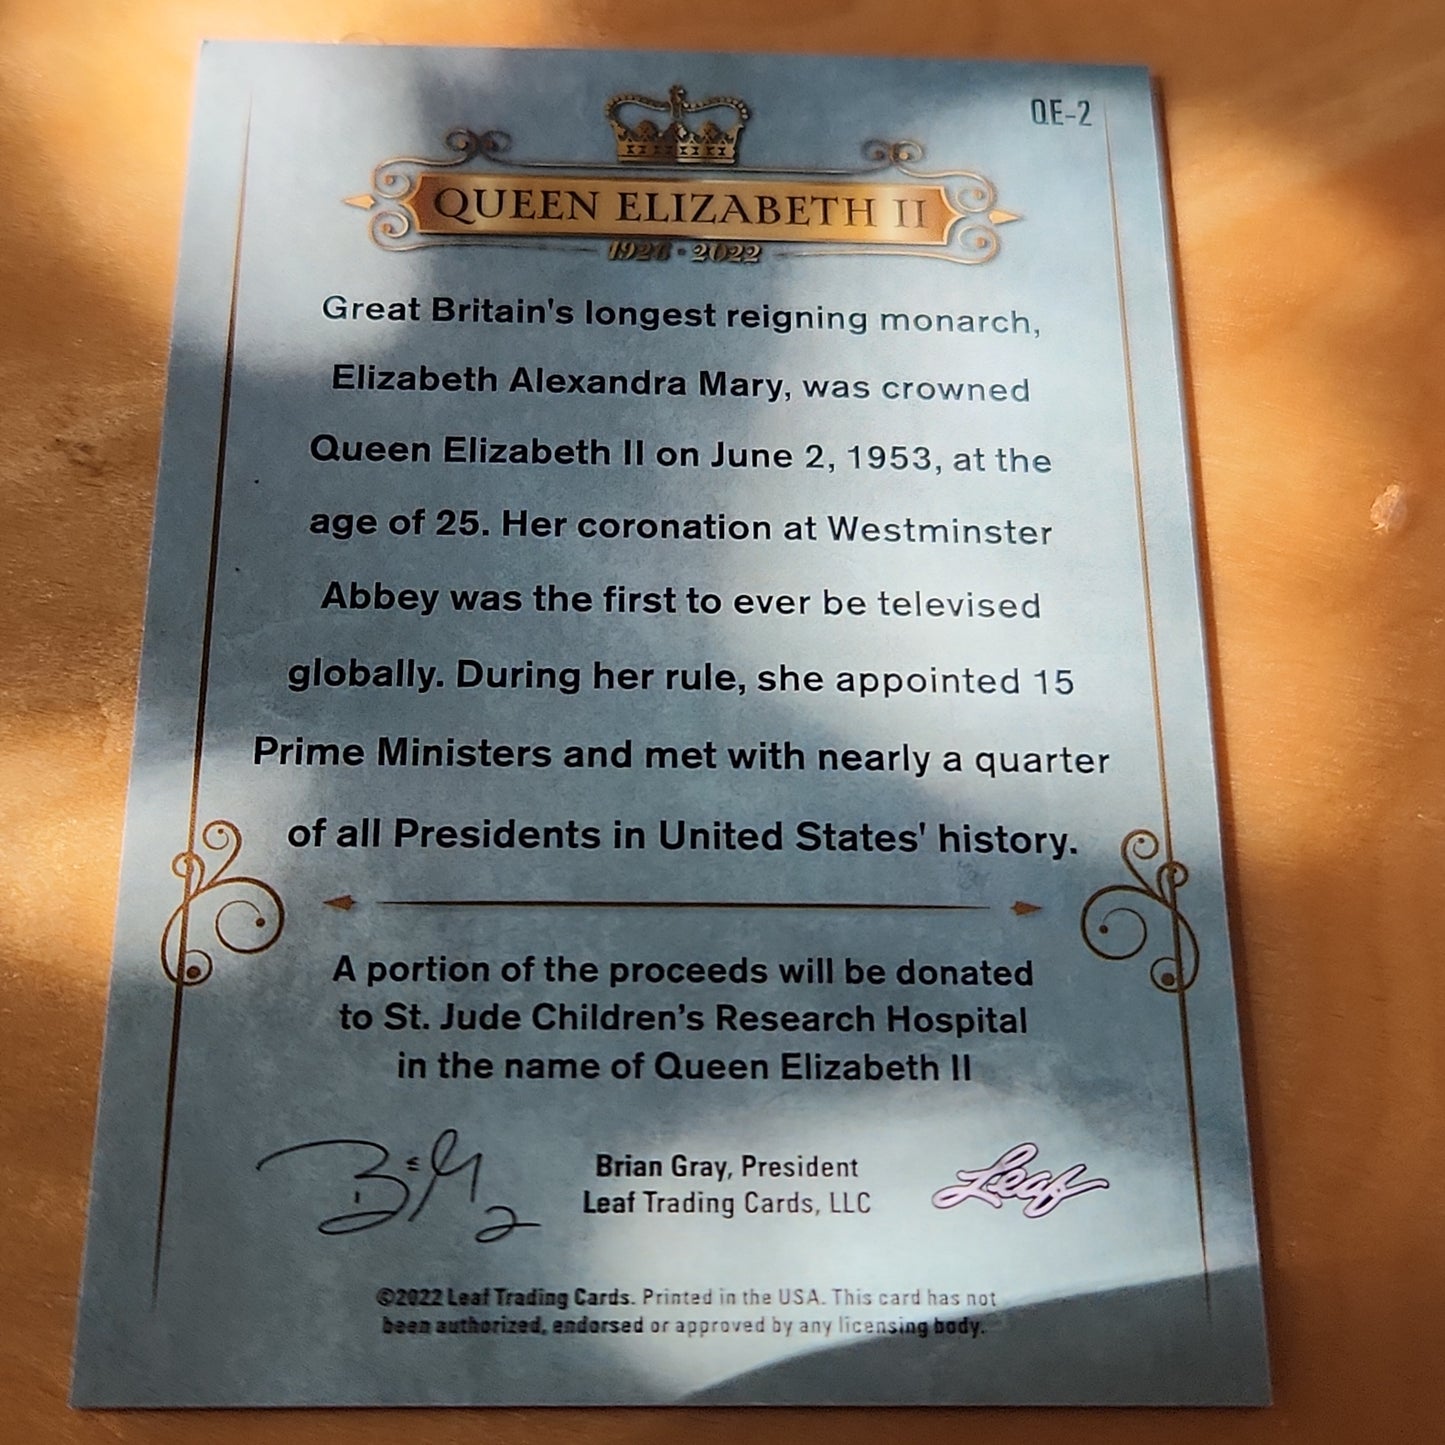 QE-2
QUEEN ELIZABETH II
1926 • 2022
Great Britain's longest reigning monarch,
Elizabeth Alexandra Mary, was crowned
Queen Elizabeth II on June 2, 1953, at the
age of 25. Her coronation at Westminster
Abbey was the first to ever be televised
globally. During her rule, she appointed 15
Prime Ministers and met with nearly a quarter
of all Presidents in United States' history.
A portion of the proceeds will be donated
to St. Jude Children's Research Hospital
in the name of Queen Elizabeth II
Brian Gray, President
Leaf Trading Cards, LLC
Leaf
©2022 Leaf Trading Cards. Printed in the USA. This card has not
been authorized, endorsed or approved by any licensing body.